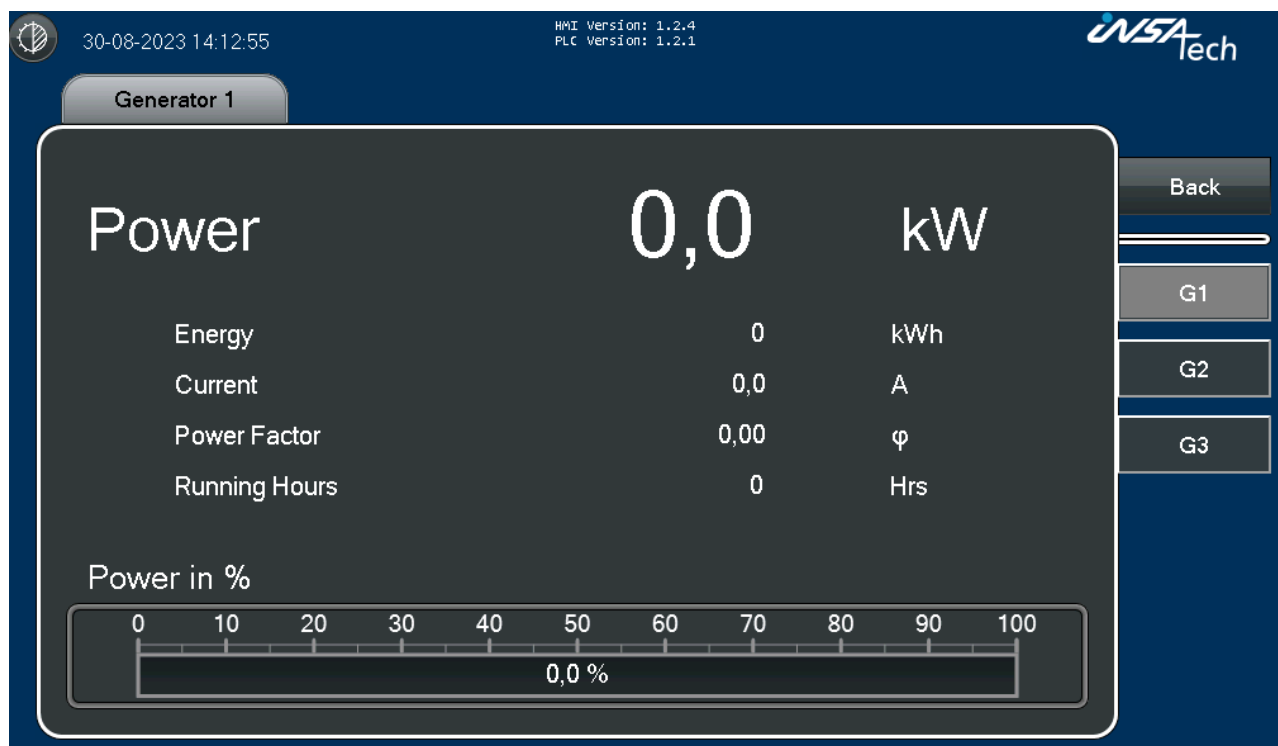 30-08-2023 14:12:55
HMI Version: 1.2.4
PLC Version: 1.2.1
iNSATech
Generator 1
Back
Power 0,0 kW
G1
Energy 0 kWh
G2
Current 0,0 A
Power Factor 0,00 φ
G3
Running Hours 0 Hrs
Power in %
0 10 20 30 40 50 60 70 80 90 100
0,0 %